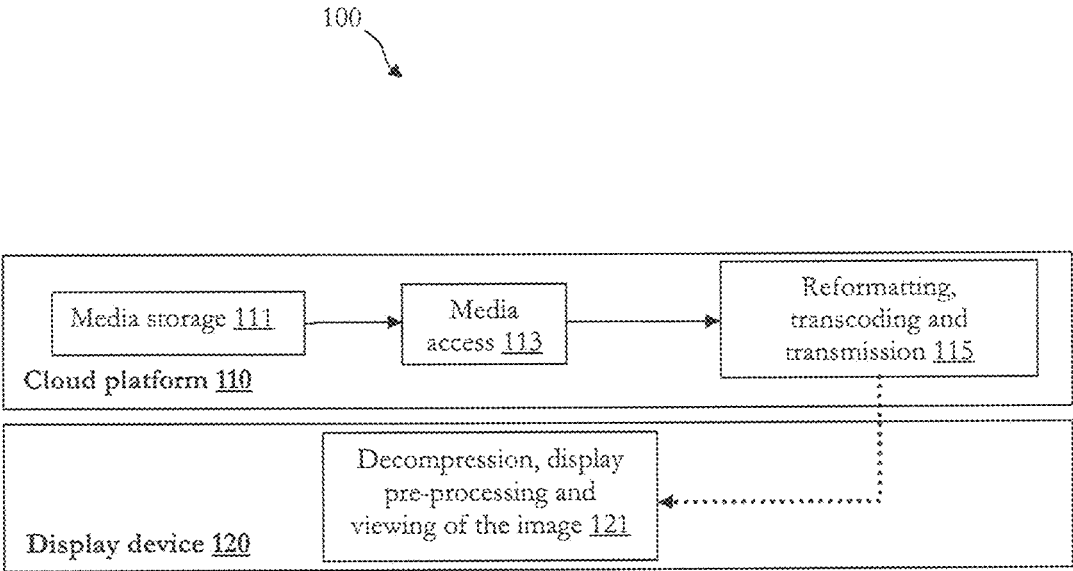 100
Media storage 111
Media
access 113
Reformatting,
transcoding and
transmission 115
Cloud platform 110
Decompression, display
pre-processing and
viewing of the image 121
Display device 120